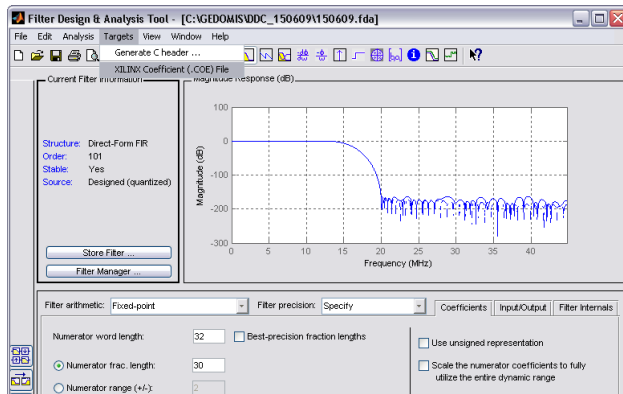 Filter Design & Analysis Tool - [C:\GEDOMIS\DDC_150609\150609.fda]
File Edit Analysis Targets View Window Help
Generate C header ...
XILINX Coefficient (.COE) File
Current Filter Information
Magnitude Response (dB)
Structure: Direct-Form FIR
Order: 101
Stable: Yes
Source: Designed (quantized)
Store Filter ...
Filter Manager ...
100
0
-100
-200
-300
Magnitude (dB)
0 5 10 15 20 25 30 35 40
Frequency (MHz)
Filter arithmetic: Fixed-point Filter precision: Specify Coefficients Input/Output Filter Internals
Numerator word length: 32 Best-precision fraction lengths
Use unsigned representation
Numerator frac. length: 30
Scale the numerator coefficients to fully
utilize the entire dynamic range
Numerator range (+/-): 2